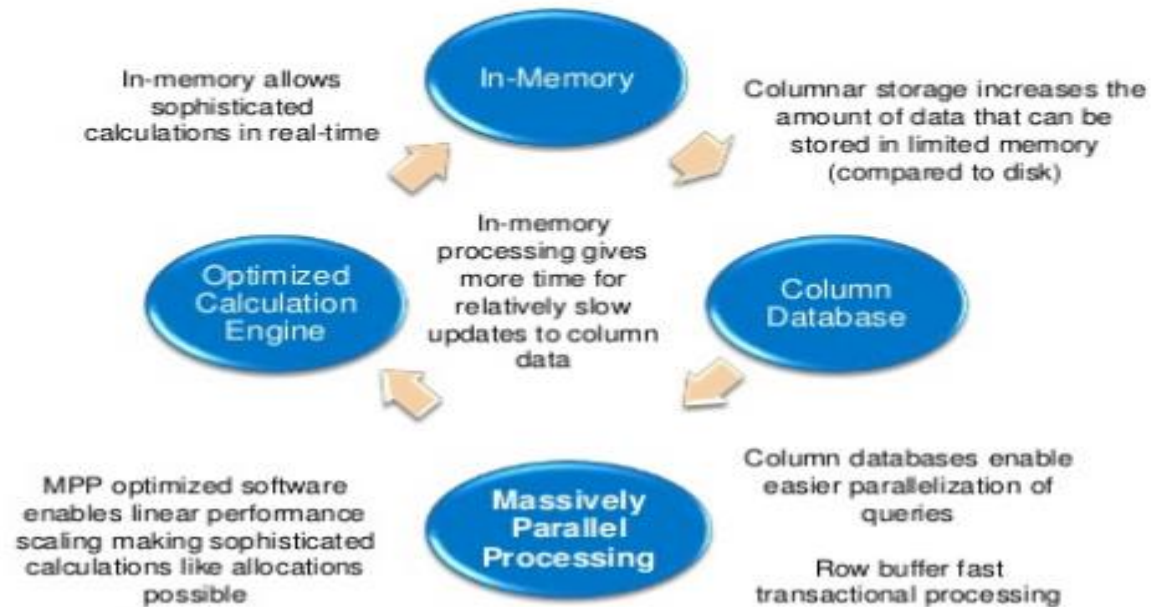 In-Memory
In-memory allows
sophisticated
calculations in real-time
Columnar storage increases the
amount of data that can be
stored in limited memory
(compared to disk)
In-memory
processing gives
more time for
relatively slow
updates to column
data
Optimized
Calculation
Engine
Column
Database
MPP optimized software
enables linear performance
scaling making sophisticated
calculations like allocations
possible
Massively
Parallel
Processing
Column databases enable
easier parallelization of
queries
Row buffer fast
transactional processing